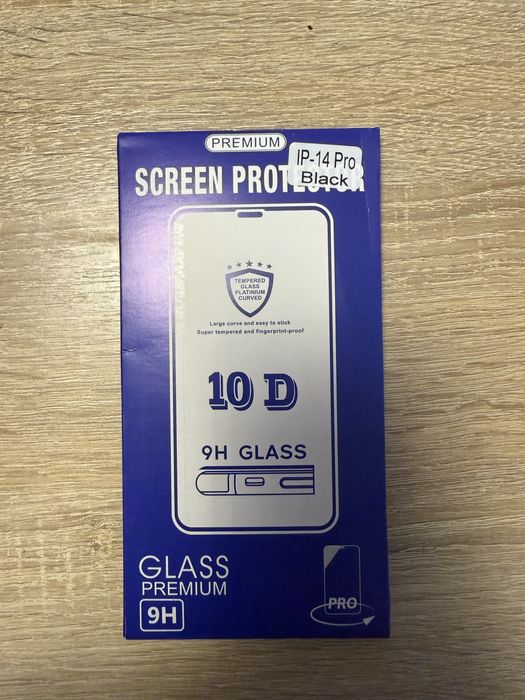 PREMIUM
IP-14 Pro
Black
SCREEN PROTECTOR
TEMPERED
GLASS
PLATINIUM
CURVED
Large curve and easy to stick
Super tempered and fingerprint-proof
10 D
9H GLASS
GLASS
PREMIUM
9H
PRO